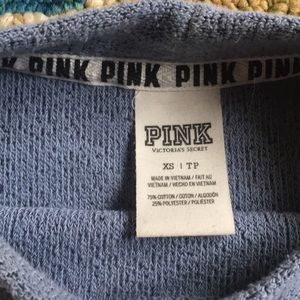 PINK PINK PINK PINK
PINK
VICTORIA'S SECRET
XS | TP
MADE IN VIETNAM / FAIT AU
VIETNAM / HECHO EN VIETNAM
75% COTTON / COTON / ALGODÓN
25% POLYESTER / POLIÉSTER